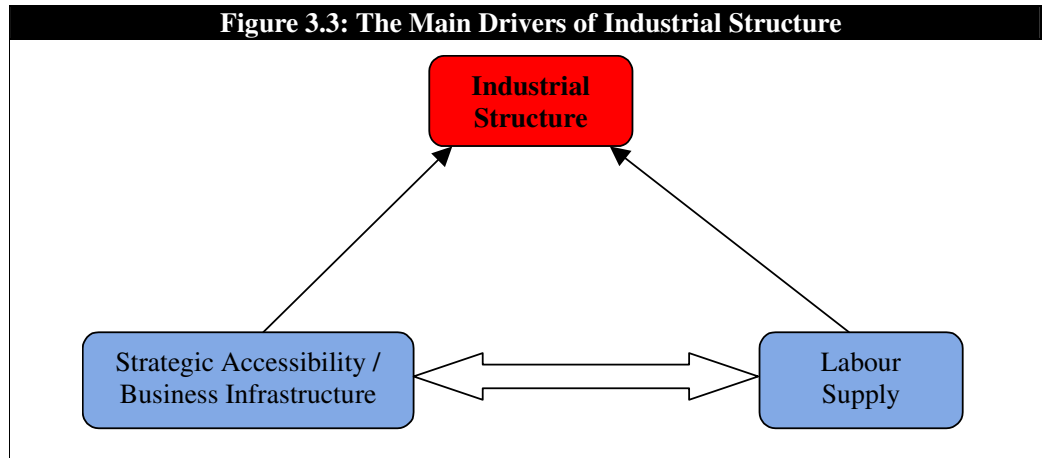 Figure 3.3: The Main Drivers of Industrial Structure
Industrial
Structure
Strategic Accessibility /
Business Infrastructure
Labour
Supply